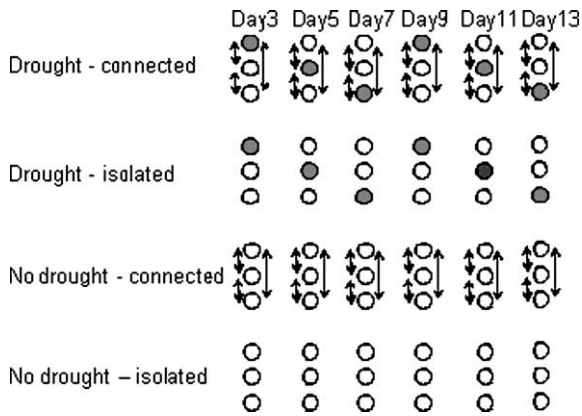 Day3 Day5 Day7 Day9 Day11 Day13
Drought - connected
Drought - isolated
No drought - connected
No drought – isolated